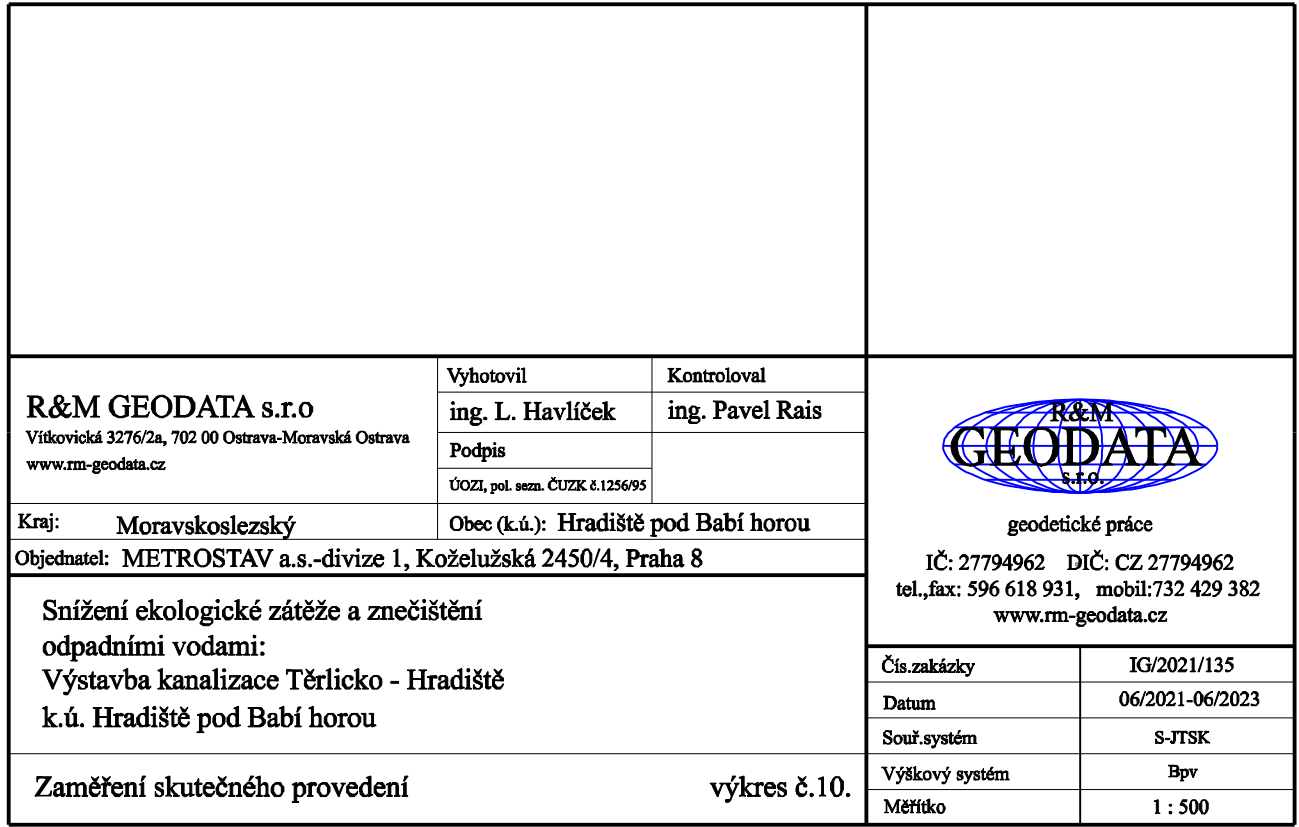 R&M GEODATA s.r.o
Vítkovická 3276/2a, 702 00 Ostrava-Moravská Ostrava
www.rm-geodata.cz
Vyhotovil
Kontroloval
ing. L. Havlíček
ing. Pavel Rais
Podpis
ÚOZI, pol. sezn. ČUZK č.1256/95
Kraj: Moravskoslezský
Obec (k.ú.): Hradiště pod Babí horou
Objednatel: METROSTAV a.s.-divize 1, Koželužská 2450/4, Praha 8
Snížení ekologické zátěže a znečištění
odpadními vodami:
Výstavba kanalizace Těrlicko - Hradiště
k.ú. Hradiště pod Babí horou
Zaměření skutečného provedení výkres č.10.
R&M
GEODATA
s.r.o.
geodetické práce
IČ: 27794962 DIČ: CZ 27794962
tel.,fax: 596 618 931, mobil:732 429 382
www.rm-geodata.cz
Čís.zakázky IG/2021/135
Datum 06/2021-06/2023
Souř.systém S-JTSK
Výškový systém Bpv
Měřítko 1 : 500